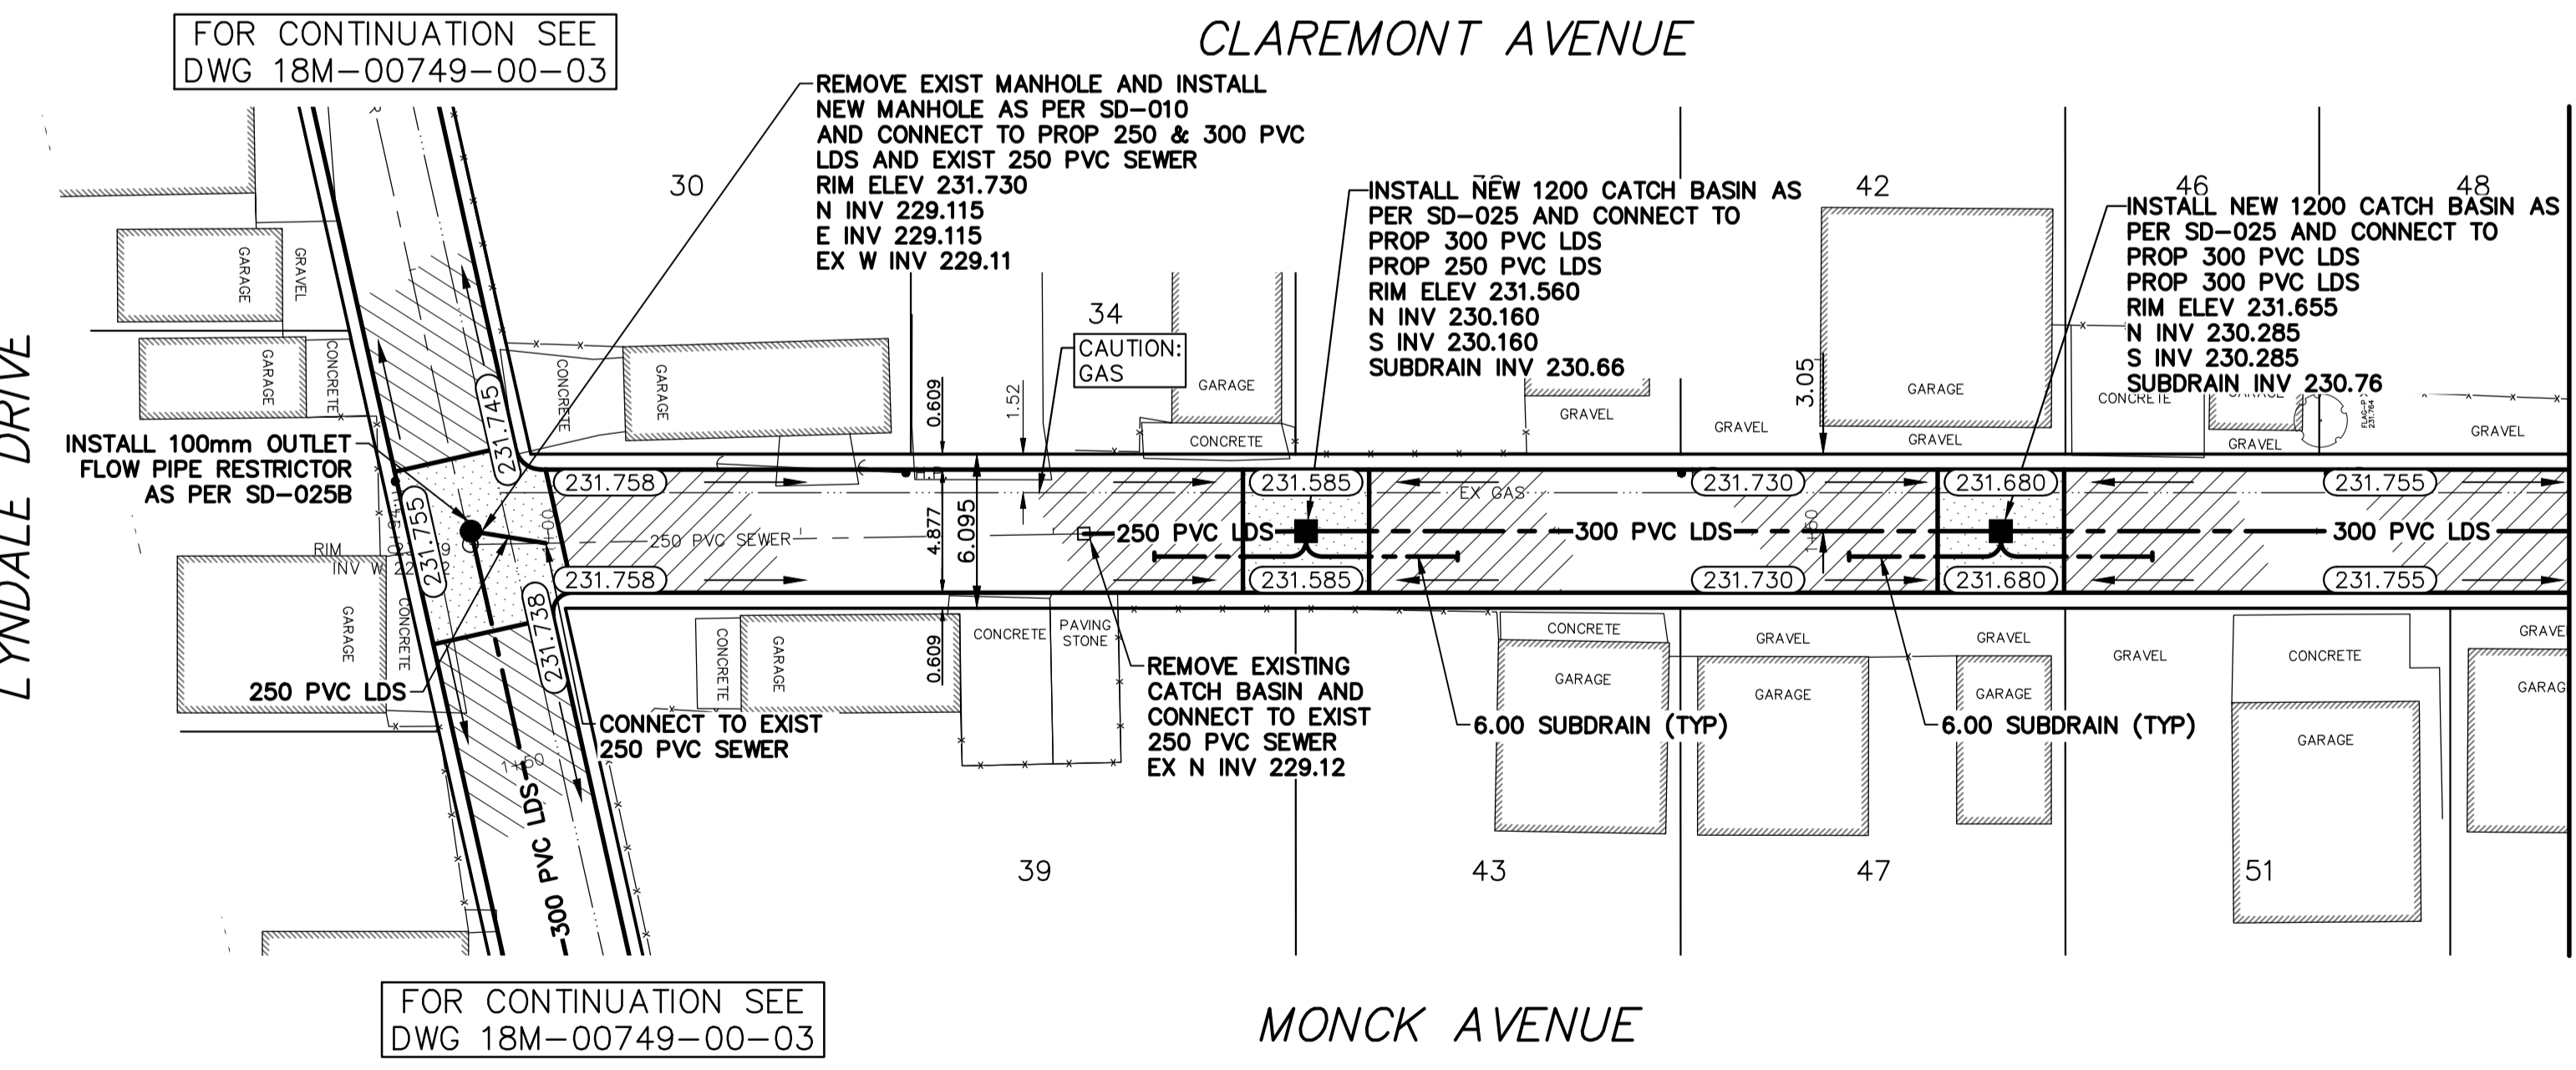 FOR CONTINUATION SEE
DWG 18M-00749-00-03
CLAREMONT AVENUE
REMOVE EXIST MANHOLE AND INSTALL
NEW MANHOLE AS PER SD-010
AND CONNECT TO PROP 250 & 300 PVC
LDS AND EXIST 250 PVC SEWER
RIM ELEV 231.730
N INV 229.115
E INV 229.115
EX W INV 229.11
30
INSTALL NEW 1200 CATCH BASIN AS
PER SD-025 AND CONNECT TO
PROP 300 PVC LDS
PROP 250 PVC LDS
RIM ELEV 231.560
N INV 230.160
S INV 230.160
SUBDRAIN INV 230.66
42
46
48
INSTALL NEW 1200 CATCH BASIN AS
PER SD-025 AND CONNECT TO
PROP 300 PVC LDS
PROP 300 PVC LDS
RIM ELEV 231.655
N INV 230.285
S INV 230.285
SUBDRAIN INV 230.76
LYNDALE DRIVE
GARAGE
GRAVEL
GARAGE
CONCRETE
CONCRETE
GARAGE
34
CAUTION:
GAS
GARAGE
CONCRETE
0.609
1.52
GRAVEL
3.05
GARAGE
GRAVEL
GRAVEL
CONCRETE
GARAGE
GRAVEL
FLAG-P
231.764
GRAVEL
INSTALL 100mm OUTLET
FLOW PIPE RESTRICTOR
AS PER SD-025B
231.745
231.755
231.738
231.758
231.585
EX GAS
231.730
231.680
231.755
RIM
INV W
250 PVC SEWER
4.877
6.095
250 PVC LDS
300 PVC LDS
1+50
300 PVC LDS
231.758
231.585
231.730
231.680
231.755
GARAGE
CONCRETE
250 PVC LDS
CONNECT TO EXIST
250 PVC SEWER
CONCRETE
GARAGE
0.609
CONCRETE
PAVING
STONE
REMOVE EXISTING
CATCH BASIN AND
CONNECT TO EXIST
250 PVC SEWER
EX N INV 229.12
CONCRETE
GARAGE
6.00 SUBDRAIN (TYP)
GRAVEL
GARAGE
GRAVEL
GARAGE
6.00 SUBDRAIN (TYP)
GRAVEL
CONCRETE
GARAGE
GRAVE
GARAG
1+50
300 PVC LDS
39
43
47
51
FOR CONTINUATION SEE
DWG 18M-00749-00-03
MONCK AVENUE